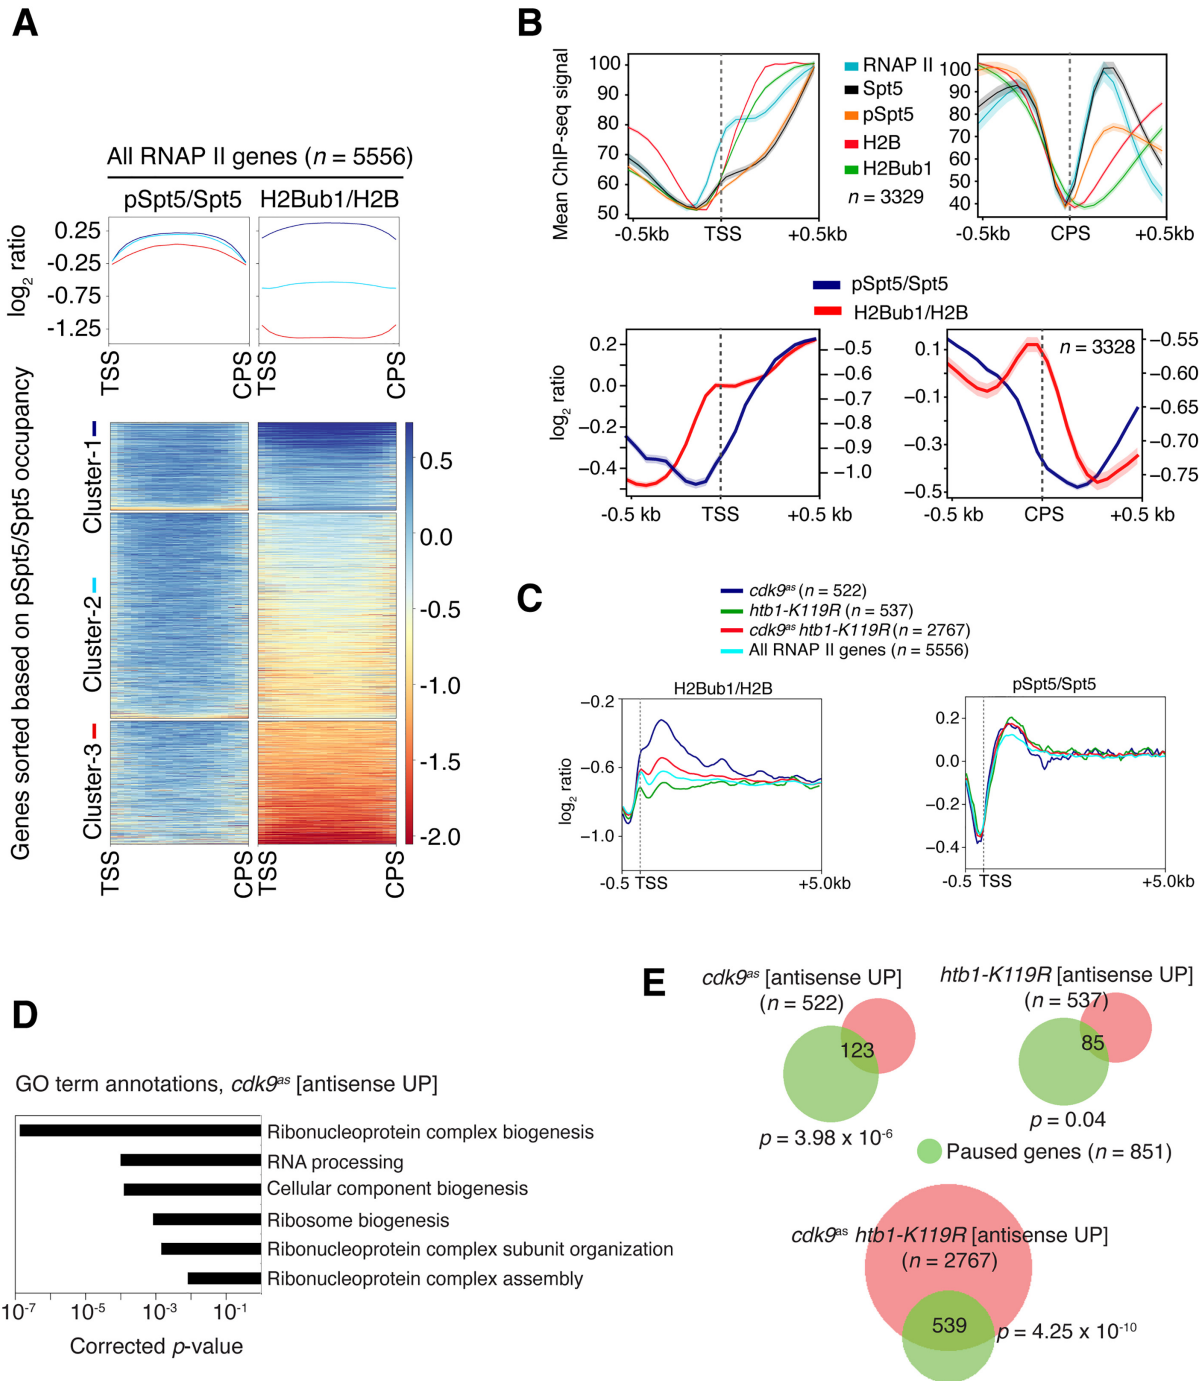 A
All RNAP II genes (n = 5556)
pSpt5/Spt5
H2Bub1/H2B
log2 ratio
0.25
-0.25
-0.75
-1.25
TSS
CPS
TSS
CPS
Genes sorted based on pSpt5/Spt5 occupancy
Cluster-1
Cluster-2
Cluster-3
0.5
0.0
-0.5
-1.0
-1.5
-2.0
TSS
CPS
TSS
CPS
B
Mean ChIP-seq signal
100
90
80
70
60
50
-0.5kb
TSS
+0.5kb
RNAP II
Spt5
pSpt5
H2B
H2Bub1
n = 3329
100
90
80
70
60
50
40
-0.5kb
CPS
+0.5kb
pSpt5/Spt5
H2Bub1/H2B
log2 ratio
0.2
0.0
−0.2
−0.4
−0.5
−0.6
−0.7
−0.8
−0.9
−1.0
-0.5 kb
TSS
+0.5 kb
n = 3328
0.1
−0.1
−0.3
−0.5
−0.55
−0.60
−0.65
−0.70
−0.75
-0.5 kb
CPS
+0.5 kb
C
cdk9as (n = 522)
htb1-K119R (n = 537)
cdk9as htb1-K119R (n = 2767)
All RNAP II genes (n = 5556)
H2Bub1/H2B
log2 ratio
−0.2
−0.6
−1.0
-0.5
TSS
+5.0kb
pSpt5/Spt5
0.2
0.0
−0.2
−0.4
-0.5
TSS
+5.0kb
D
GO term annotations, cdk9as [antisense UP]
Ribonucleoprotein complex biogenesis
RNA processing
Cellular component biogenesis
Ribosome biogenesis
Ribonucleoprotein complex subunit organization
Ribonucleoprotein complex assembly
10-7
10-5
10-3
10-1
Corrected p-value
E
cdk9as [antisense UP]
(n = 522)
123
p = 3.98 x 10-6
htb1-K119R [antisense UP]
(n = 537)
85
p = 0.04
Paused genes (n = 851)
cdk9as htb1-K119R [antisense UP]
(n = 2767)
539
p = 4.25 x 10-10